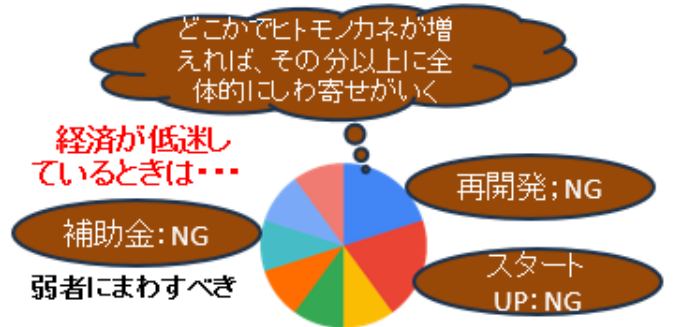 どこかでヒトモノカネが増
えれば、その分以上に全
体的にしわ寄せがいく
経済が低迷し
ているときは・・・
再開発；NG
補助金：NG
弱者にまわすべき
スタート
UP：NG